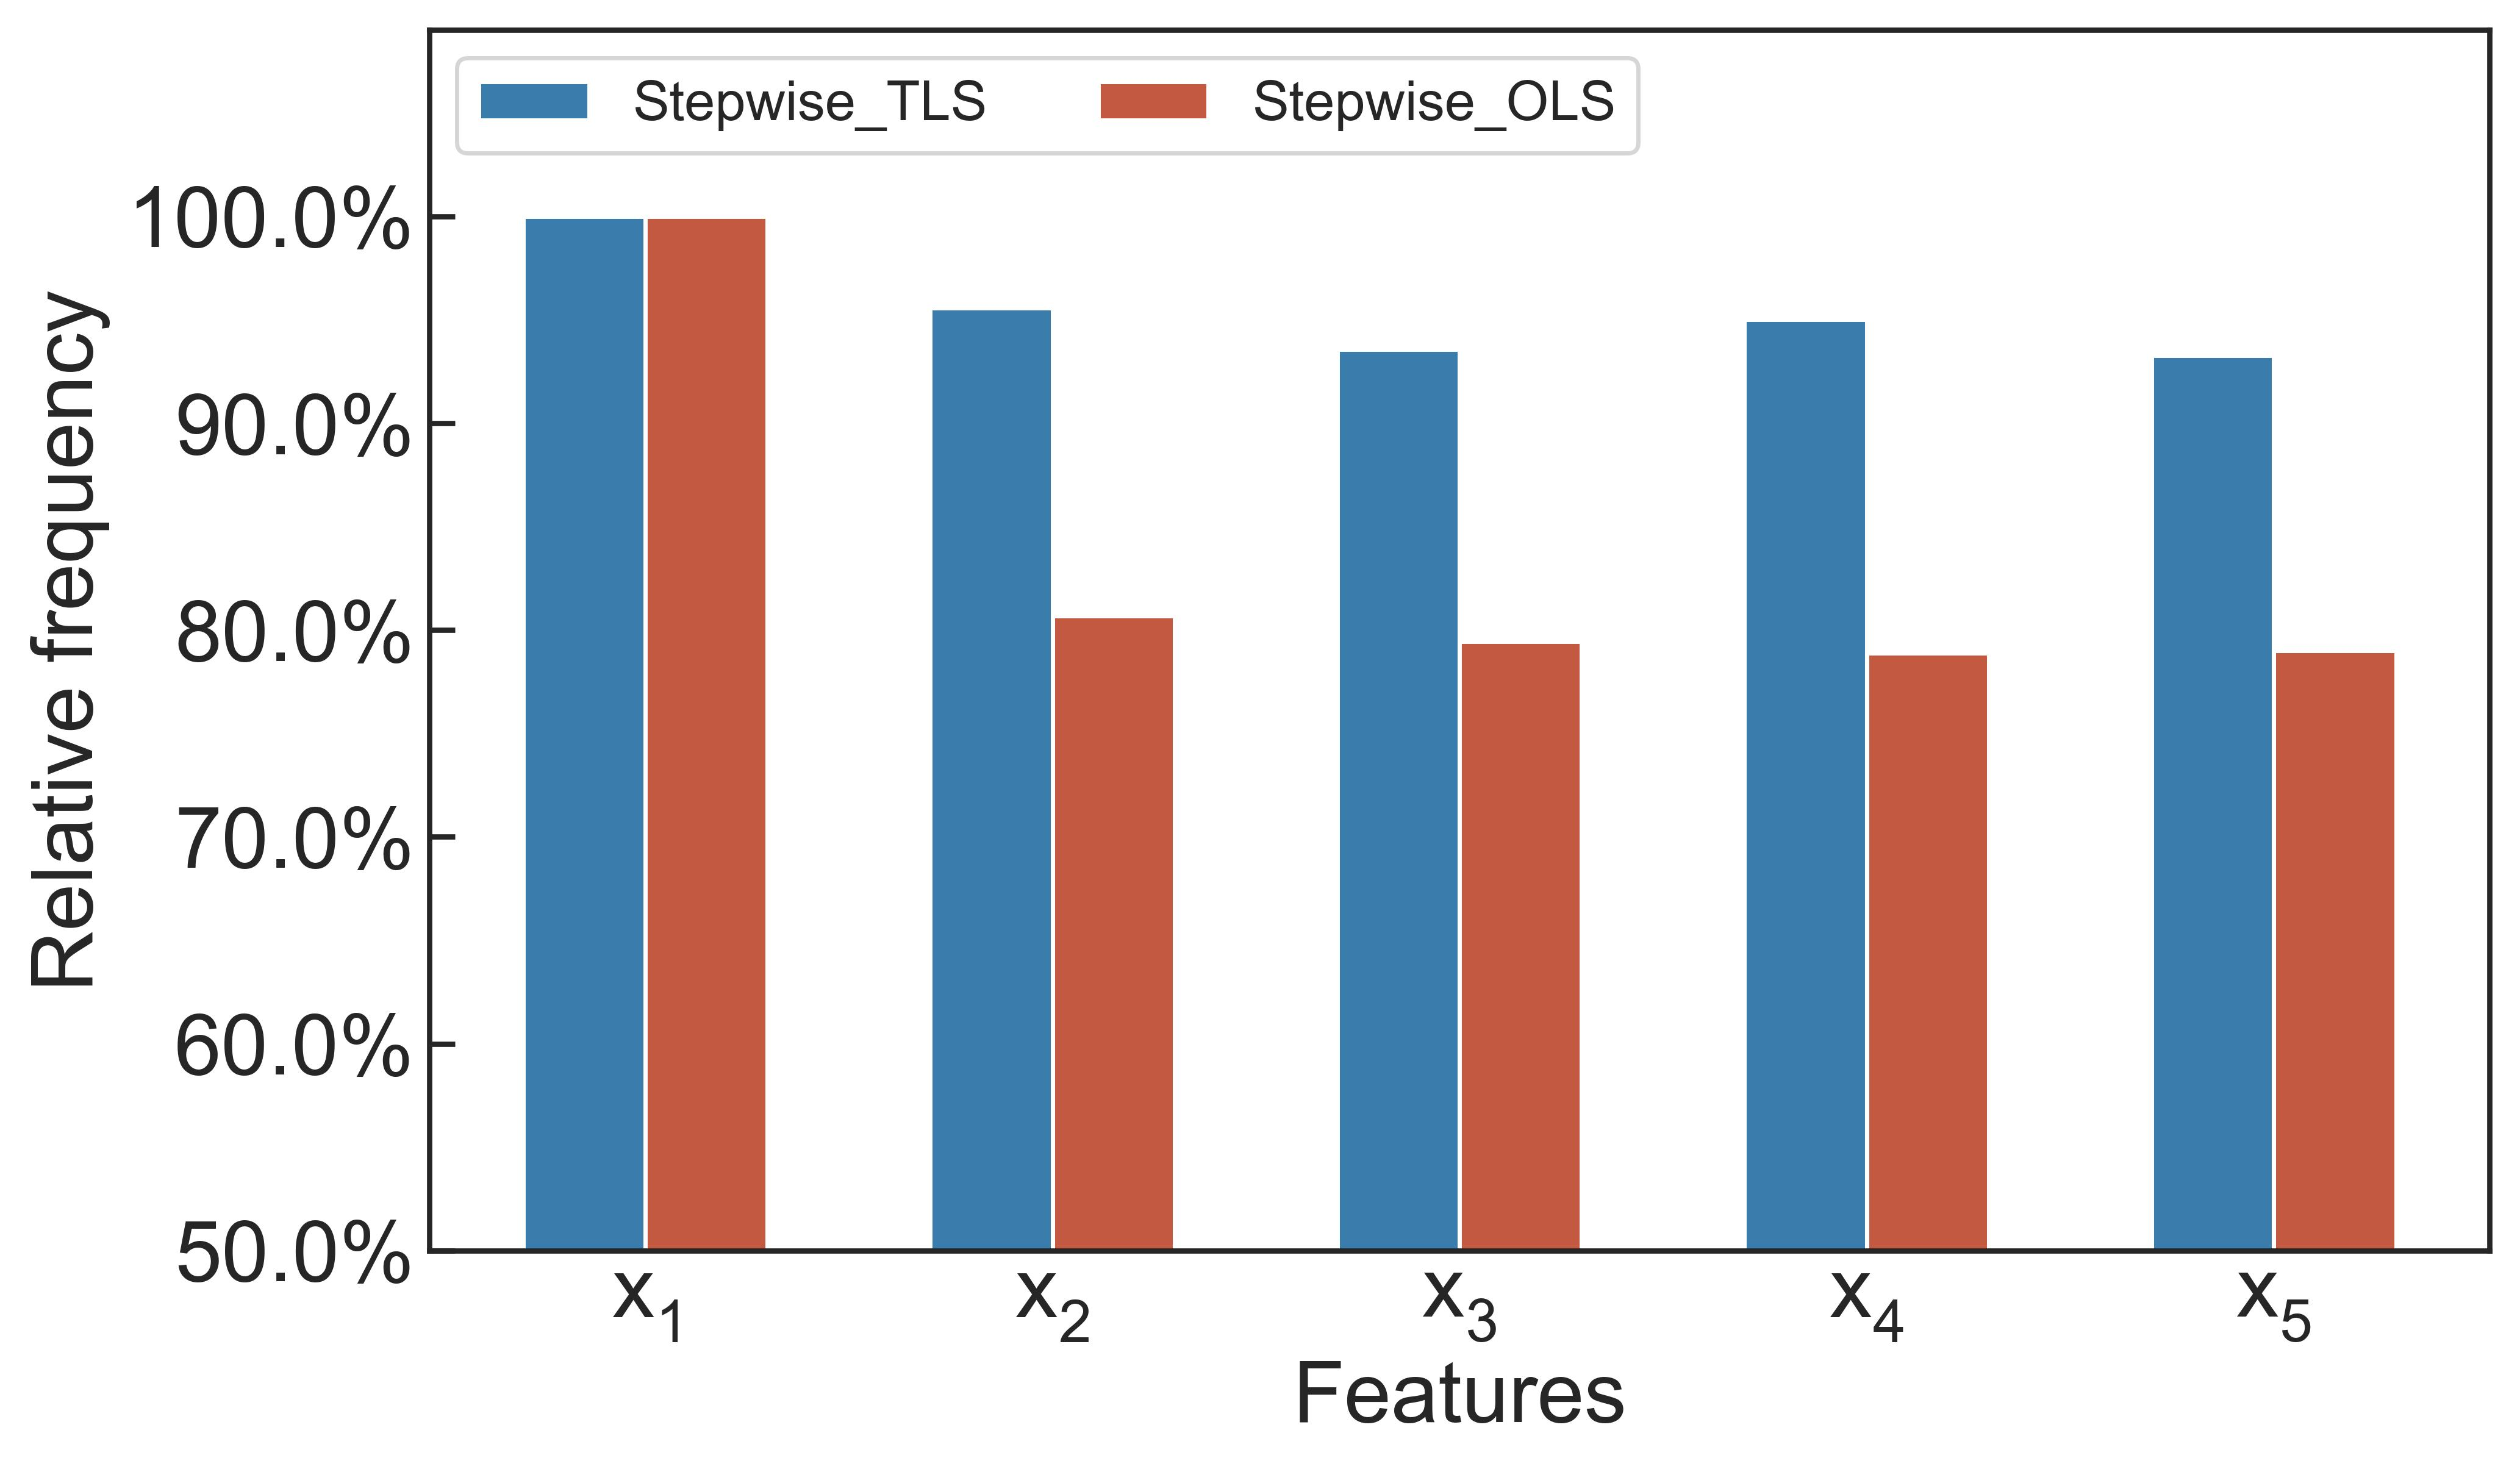 Stepwise_TLS Stepwise_OLS
100.0%
90.0%
80.0%
70.0%
60.0%
50.0%
Relative frequency
x1 x2 x3 x4 x5
Features